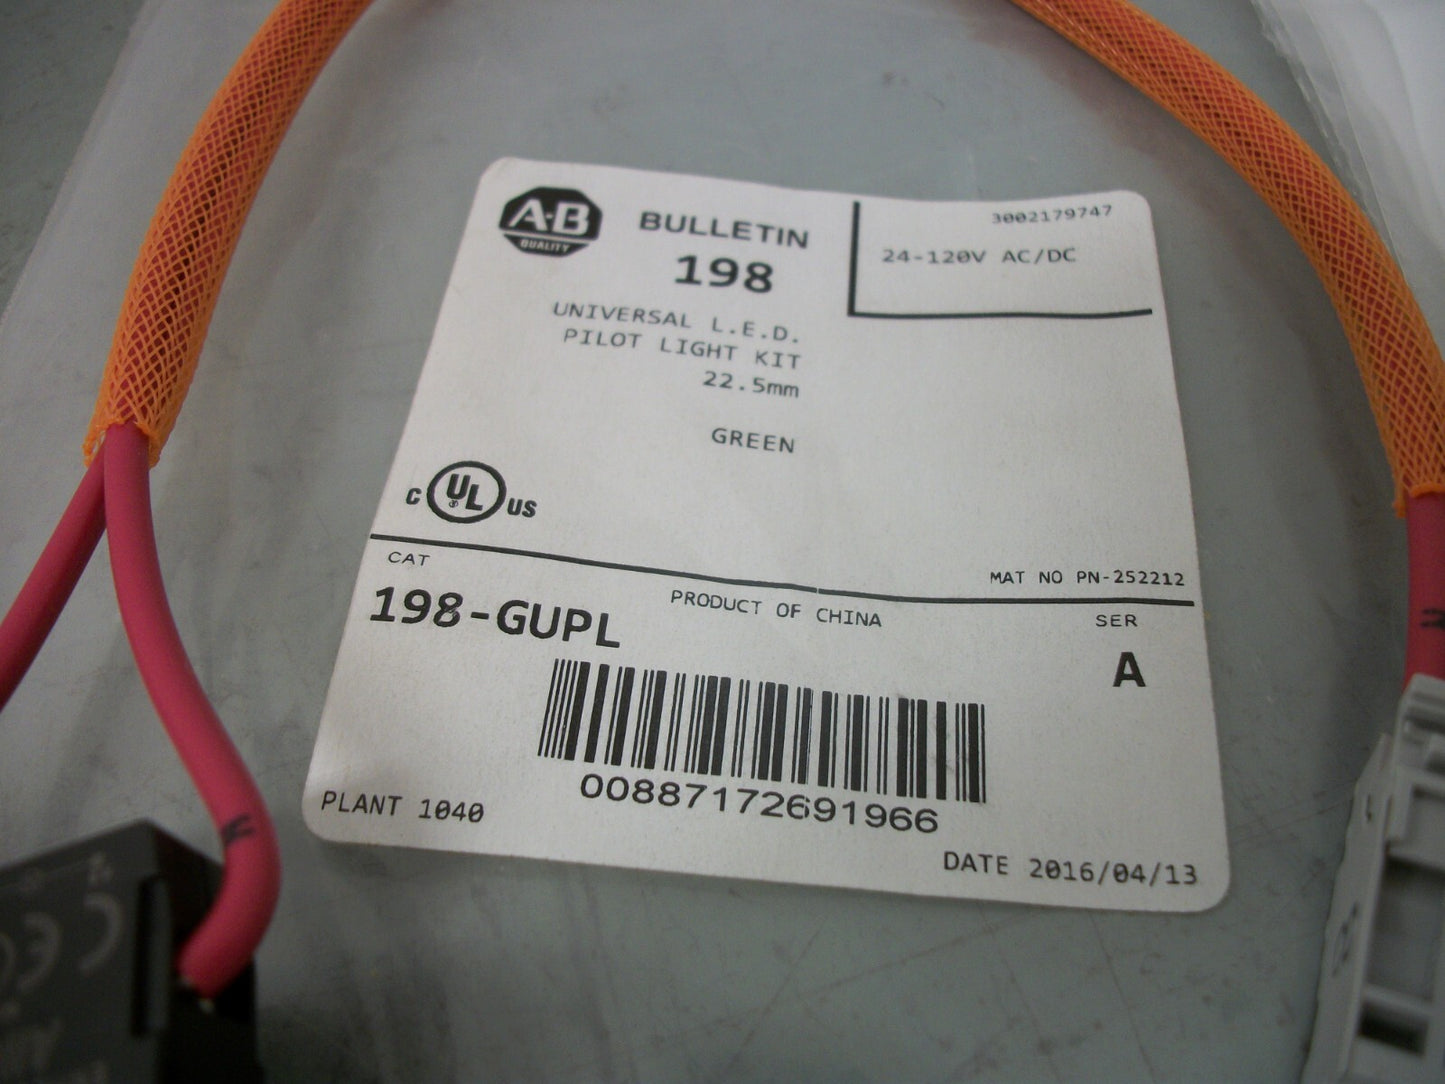 A-B
QUALITY
BULLETIN
198
3002179747
24-120V AC/DC
UNIVERSAL L.E.D.
PILOT LIGHT KIT
22.5mm
GREEN
C UL® US
CAT
MAT NO PN-252212
198-GUPL
PRODUCT OF CHINA
SER
A
00887172691966
PLANT 1040
DATE 2016/04/13
CE